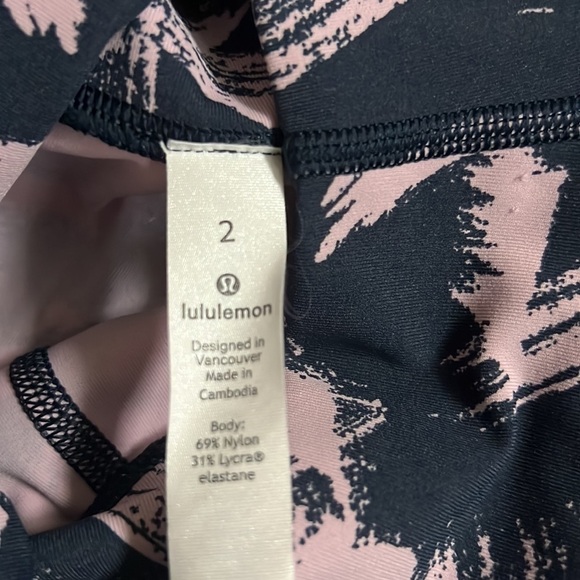 2
lululemon
Designed in
Vancouver
Made in
Cambodia
Body:
69% Nylon
31% Lycra®
elastane